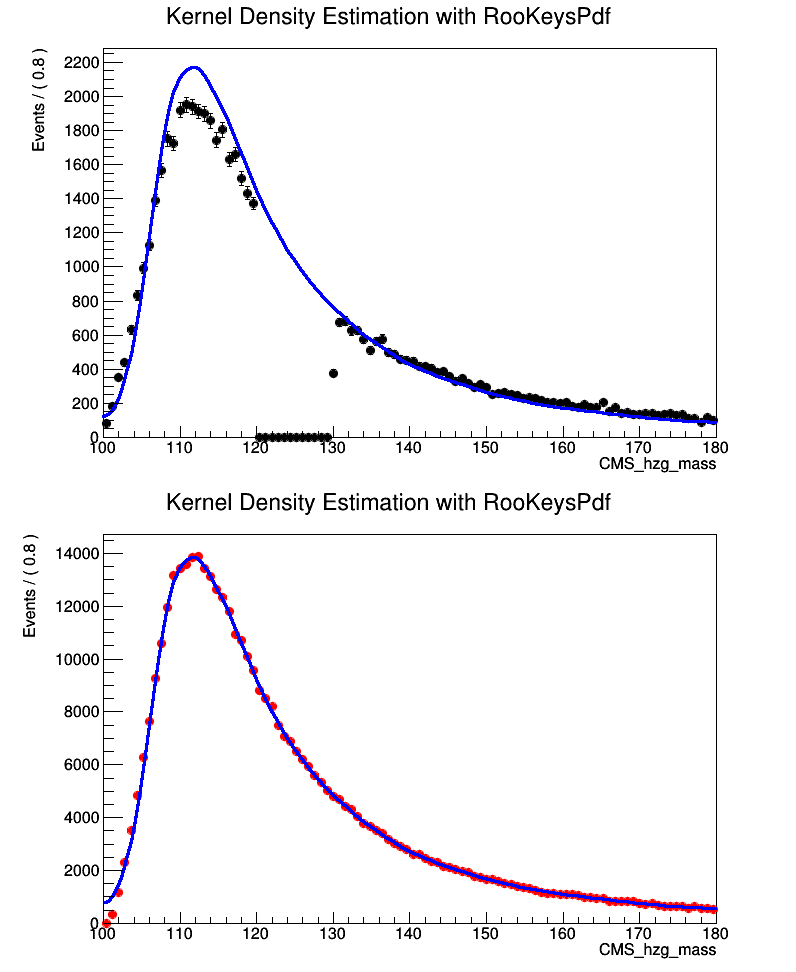 Kernel Density Estimation with RooKeysPdf
Events / ( 0.8 )
2200
2000
1800
1600
1400
1200
1000
800
600
400
200
0
100 110 120 130 140 150 160 170 180
CMS_hzg_mass
Kernel Density Estimation with RooKeysPdf
Events / ( 0.8 )
14000
12000
10000
8000
6000
4000
2000
0
100 110 120 130 140 150 160 170 180
CMS_hzg_mass